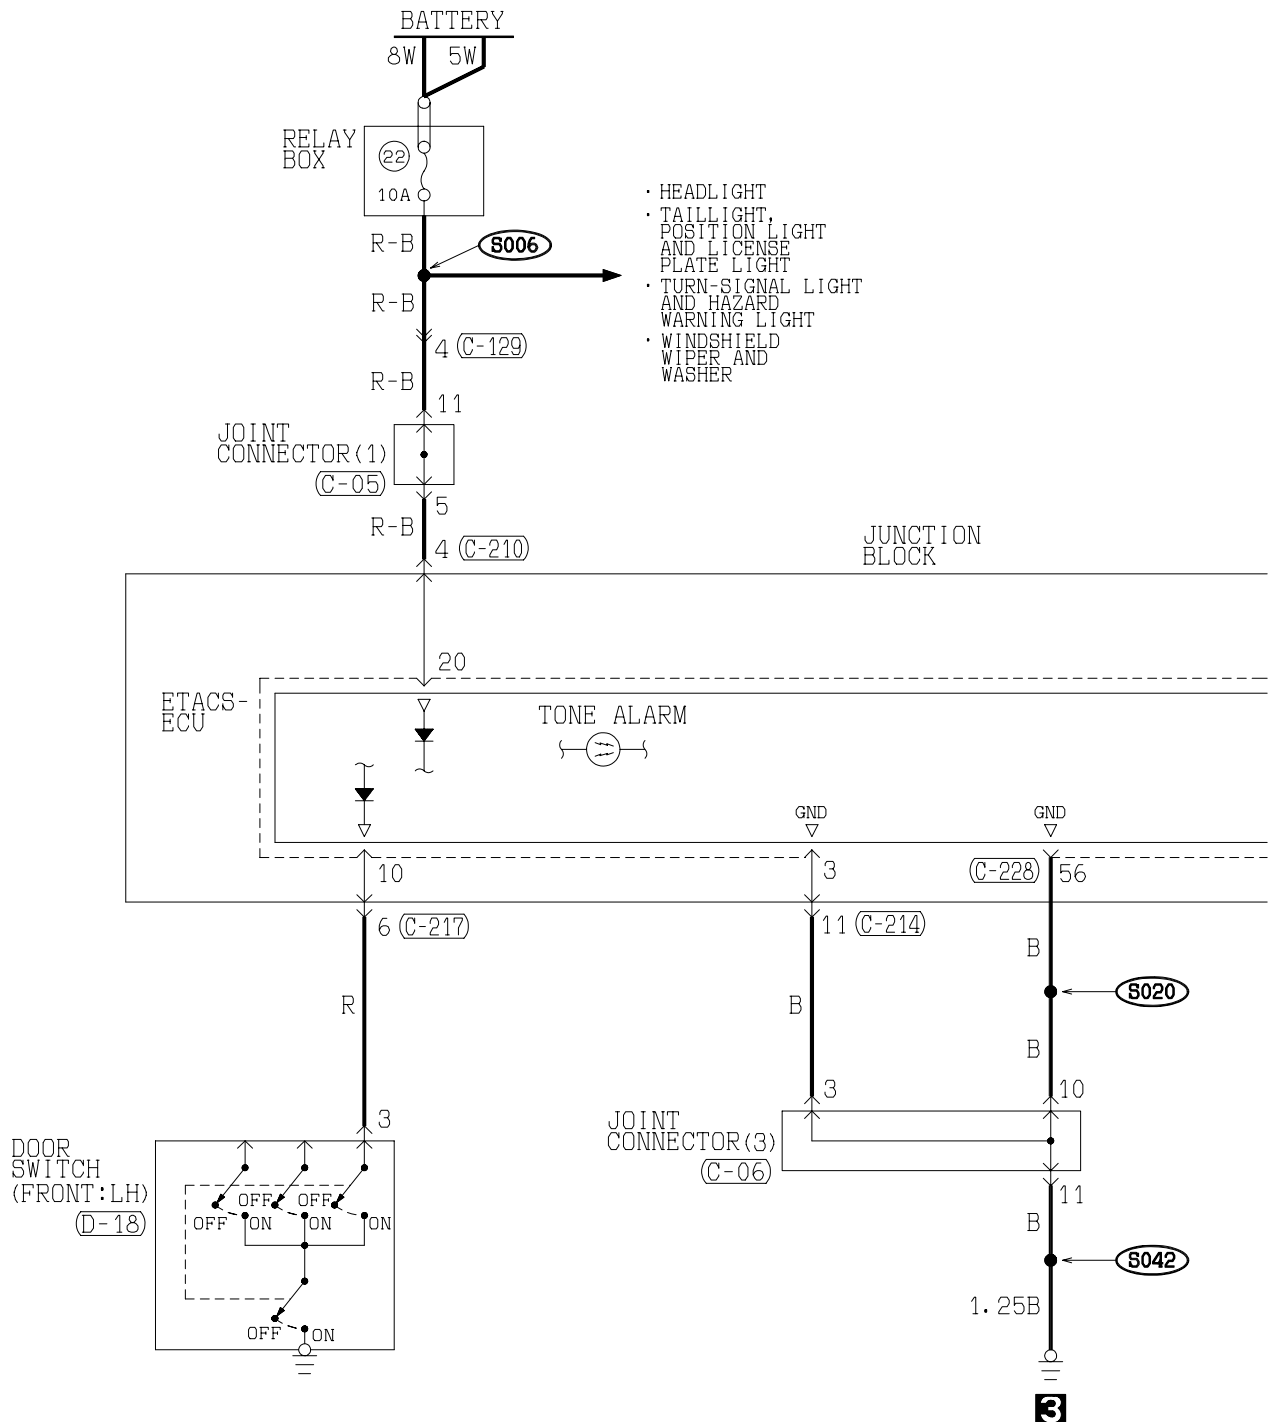 BATTERY
8W 5W
RELAY
BOX
22
10A
· HEADLIGHT
· TAILLIGHT,
POSITION LIGHT
AND LICENSE
PLATE LIGHT
· TURN-SIGNAL LIGHT
AND HAZARD
WARNING LIGHT
· WINDSHIELD
WIPER AND
WASHER
R-B
S006
R-B
4 C-129
R-B
11
JOINT
CONNECTOR(1)
C-05
5
R-B
4 C-210
JUNCTION
BLOCK
20
ETACS-
ECU
TONE ALARM
GND
GND
10
3
C-228 56
6 C-217
11 C-214
B
R
B
S020
B
3
3
10
DOOR
SWITCH
(FRONT:LH)
D-18
OFF
OFF
OFF ON
ON
ON
OFF
ON
JOINT
CONNECTOR(3)
C-06
11
B
S042
1.25B
3